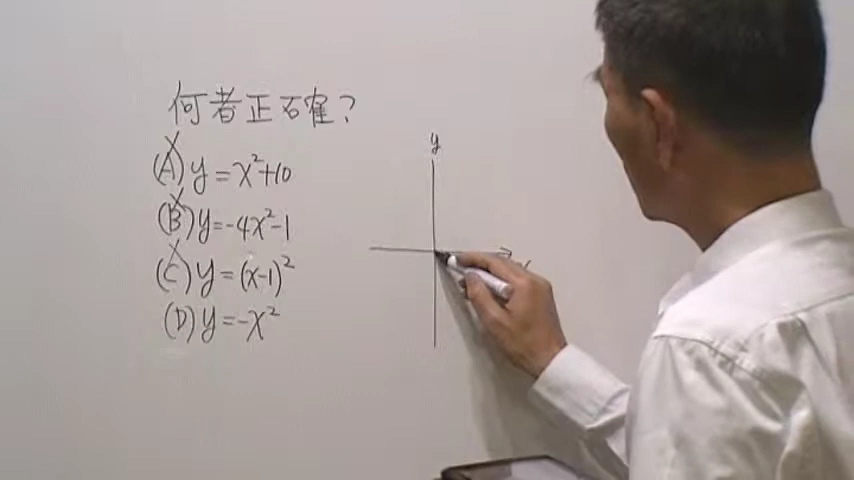 何者正確?
(A) y = x²+10
(B) y = -4x²-1
(C) y = (x-1)²
(D) y = -x²
y